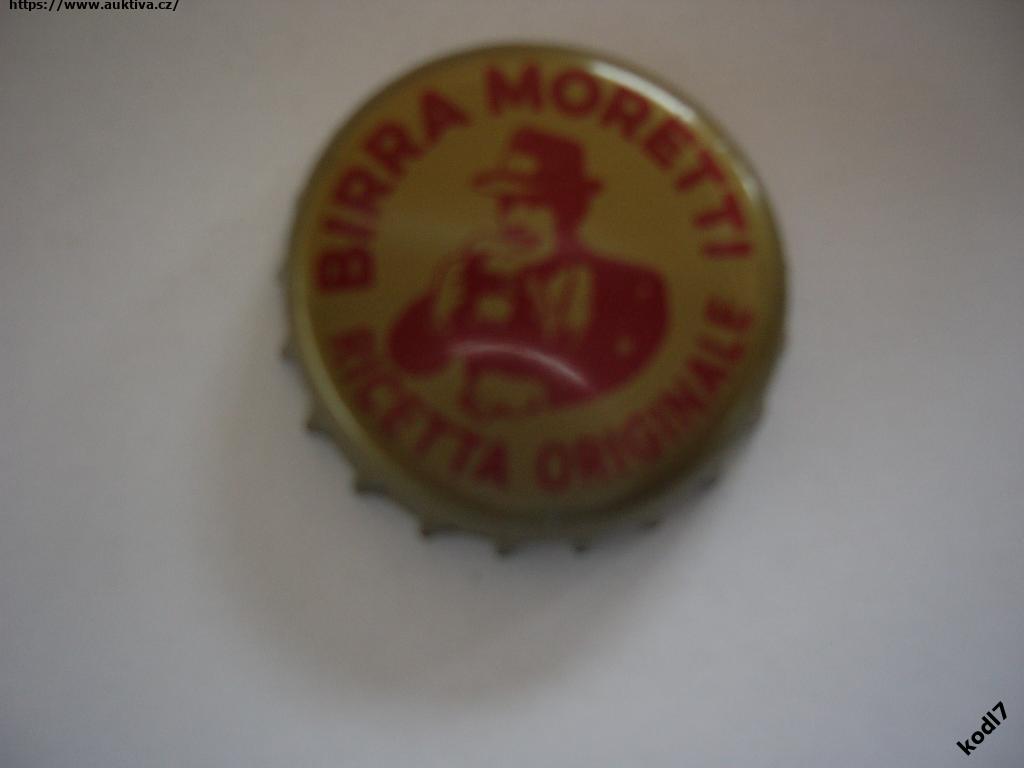 https://www.auktiva.cz/
BIRRA MORETTI
RICETTA ORIGINALE
kodl7